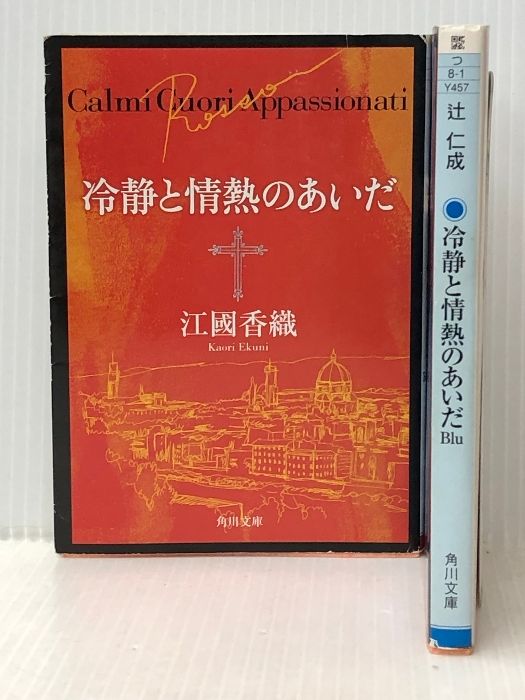 Calmi Cuori Appassionati
Rosso
冷静と情熱のあいだ
江國香織
Kaori Ekuni
角川文庫
つ
8-1
Y457
辻 仁成
冷静と情熱のあいだ
Blu
角川文庫